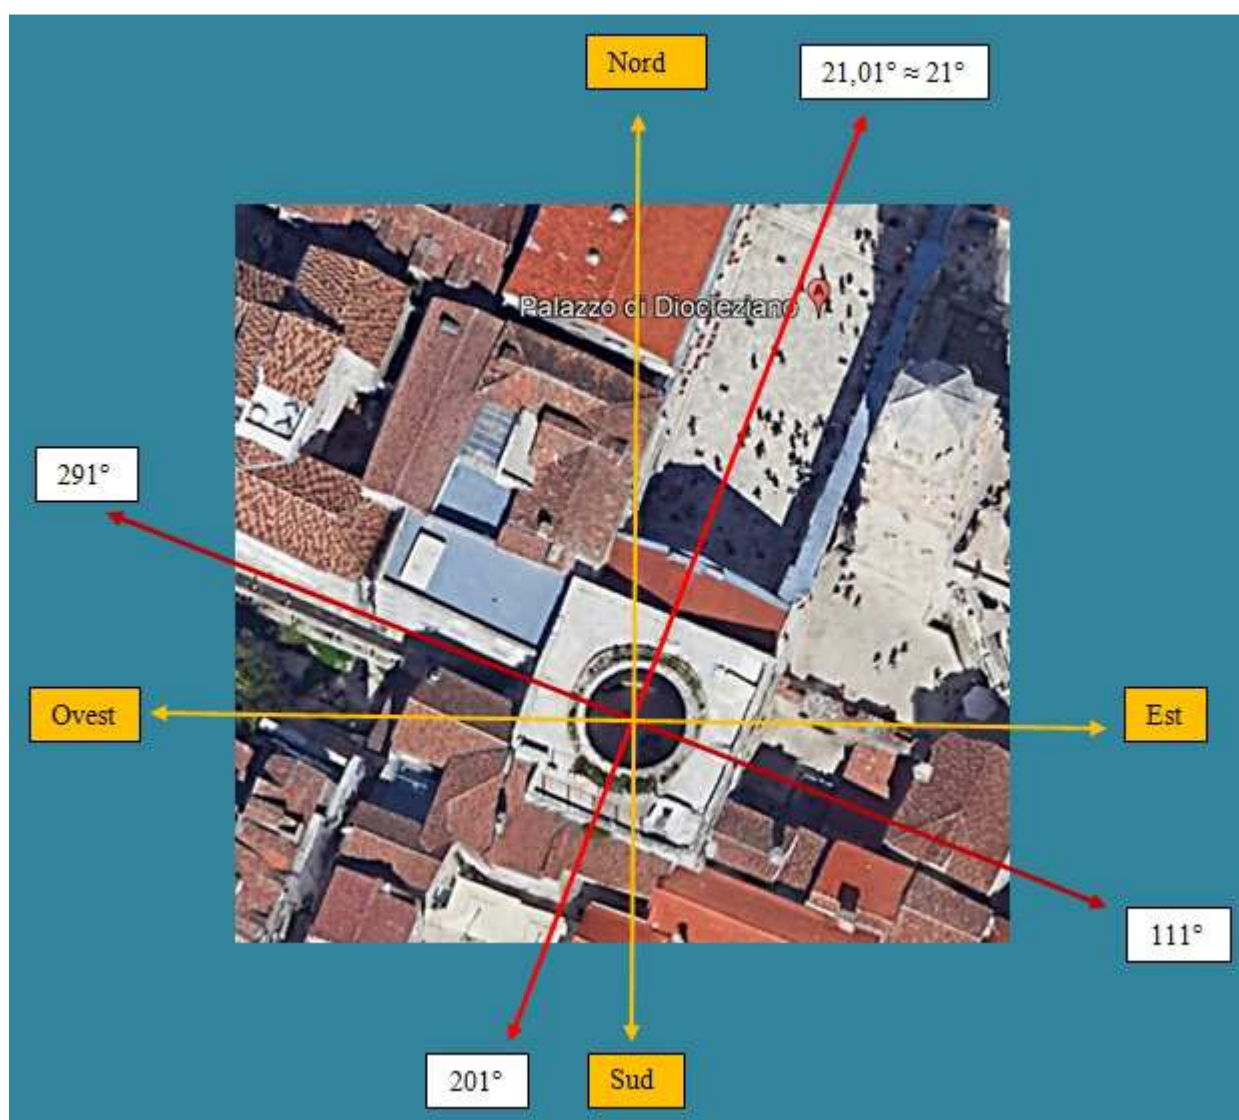 Nord
21,01° ≈ 21°
Palazzo di Diocleziano
A
291°
Ovest
Est
111°
201°
Sud